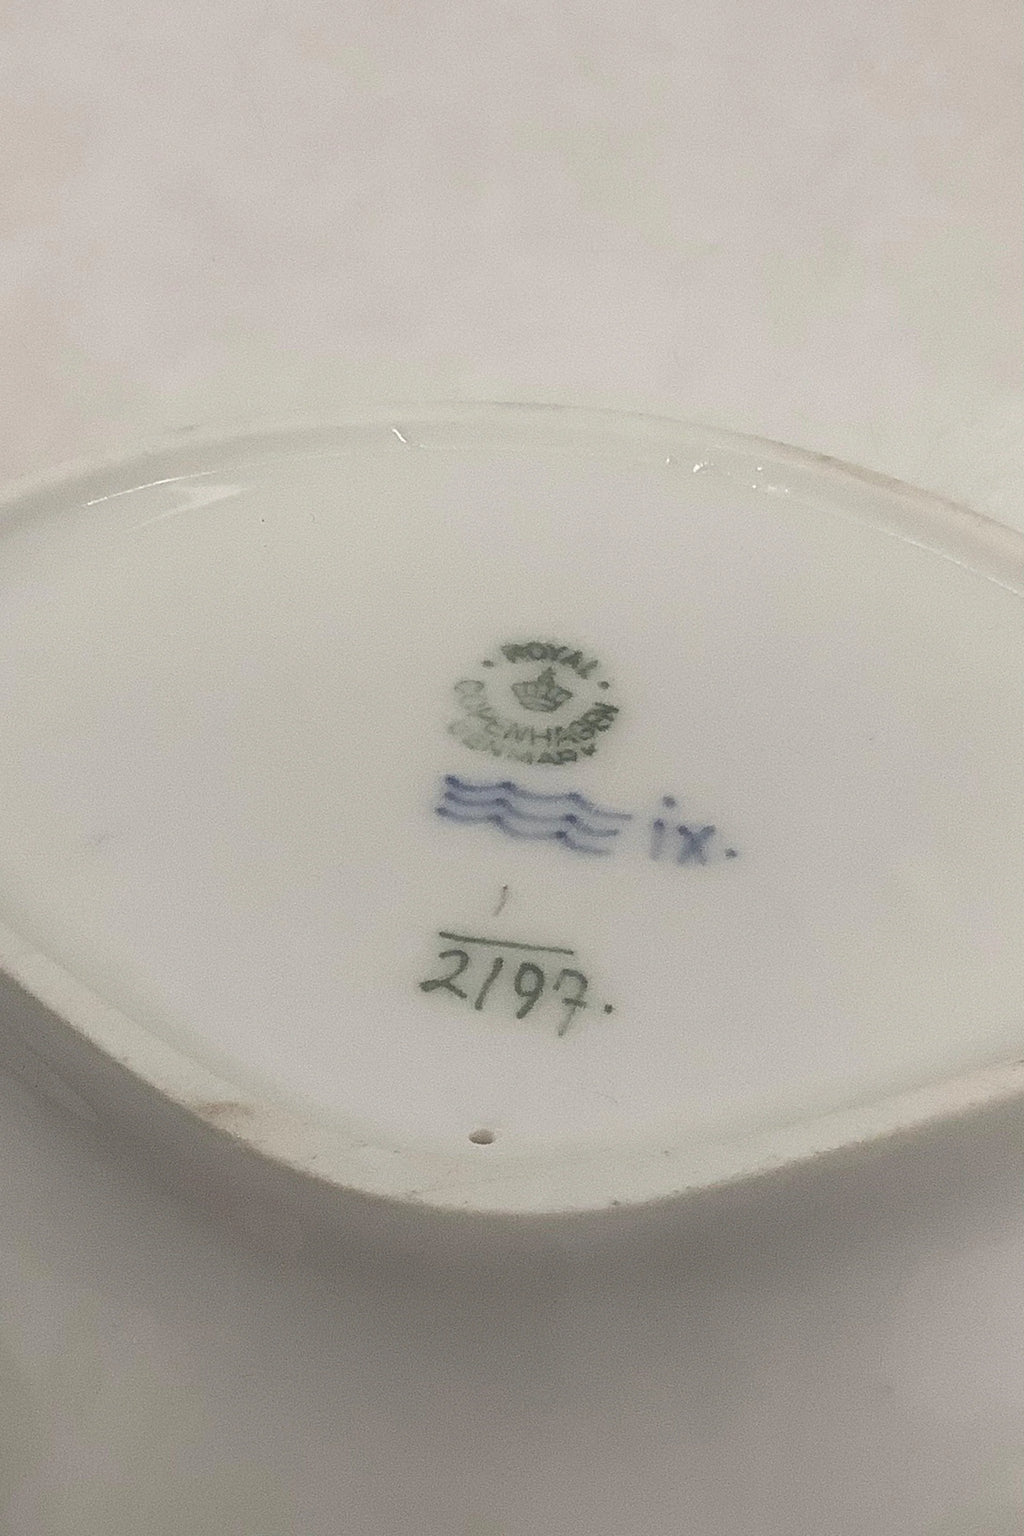 ROYAL
COPENHAGEN
DENMARK
ix.
1
2197.